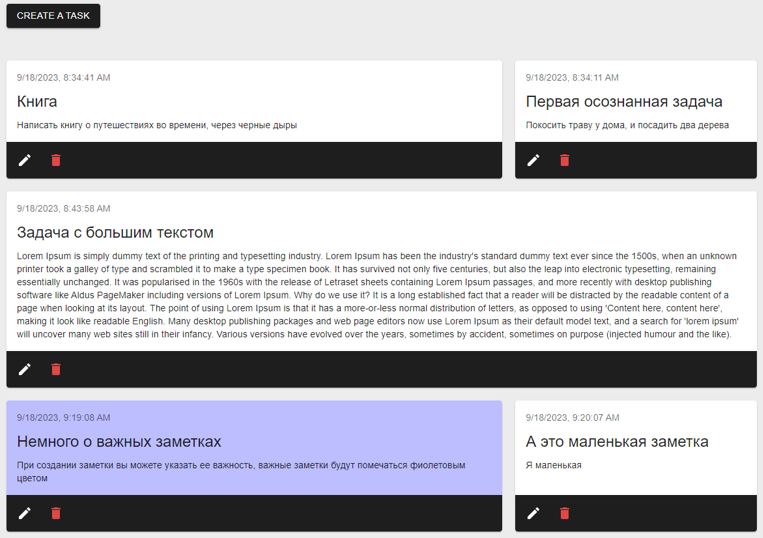 CREATE A TASK
9/18/2023, 8:34:41 AM
Книга
Написать книгу о путешествиях во времени, через черные дыры
9/18/2023, 8:34:11 AM
Первая осознанная задача
Покосить траву у дома, и посадить два дерева
9/18/2023, 8:43:58 AM
Задача с большим текстом
Lorem Ipsum is simply dummy text of the printing and typesetting industry. Lorem Ipsum has been the industry's standard dummy text ever since the 1500s, when an unknown
printer took a galley of type and scrambled it to make a type specimen book. It has survived not only five centuries, but also the leap into electronic typesetting, remaining
essentially unchanged. It was popularised in the 1960s with the release of Letraset sheets containing Lorem Ipsum passages, and more recently with desktop publishing
software like Aldus PageMaker including versions of Lorem Ipsum. Why do we use it? It is a long established fact that a reader will be distracted by the readable content of a
page when looking at its layout. The point of using Lorem Ipsum is that it has a more-or-less normal distribution of letters, as opposed to using 'Content here, content here',
making it look like readable English. Many desktop publishing packages and web page editors now use Lorem Ipsum as their default model text, and a search for 'lorem ipsum'
will uncover many web sites still in their infancy. Various versions have evolved over the years, sometimes by accident, sometimes on purpose (injected humour and the like).
9/18/2023, 9:19:08 AM
Немного о важных заметках
При создании заметки вы можете указать ее важность, важные заметки будут помечаться фиолетовым
цветом
9/18/2023, 9:20:07 AM
А это маленькая заметка
Я маленькая